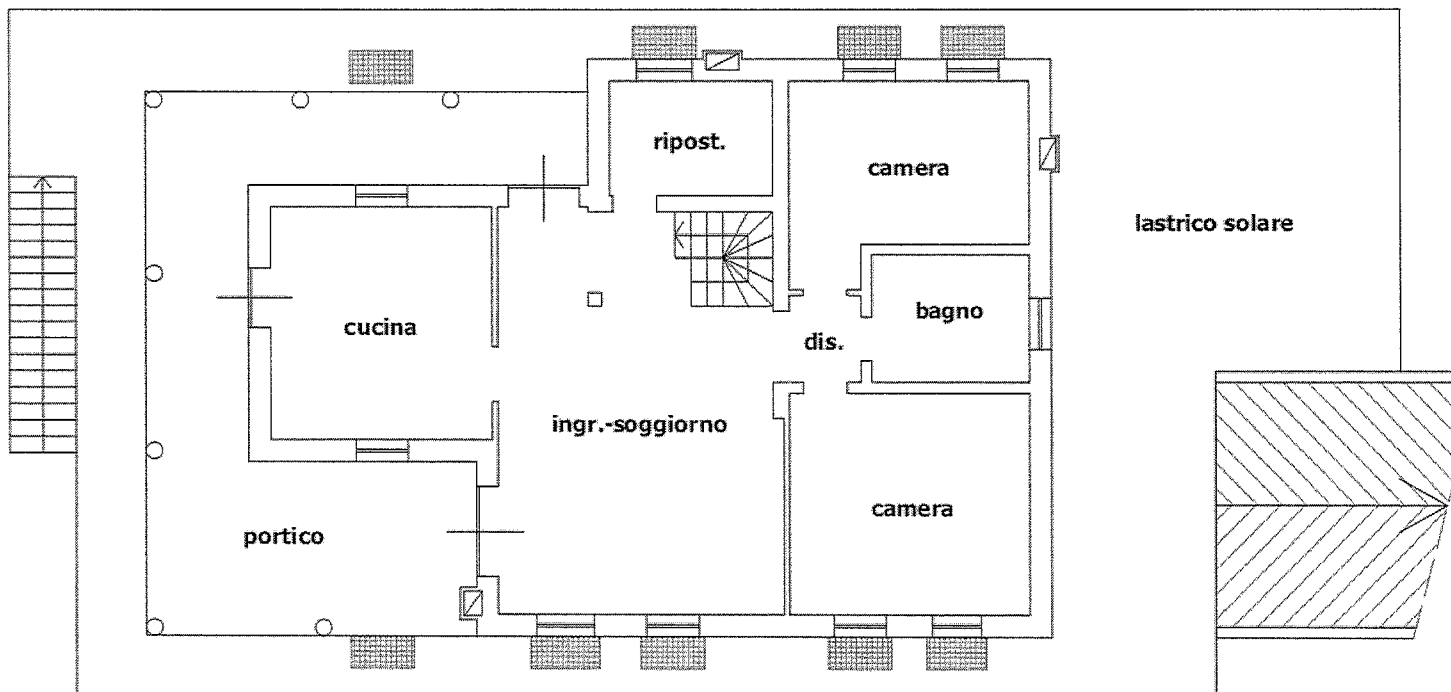 ripost.
camera
lastrico solare
bagno
cucina
dis.
ingr.-soggiorno
camera
portico